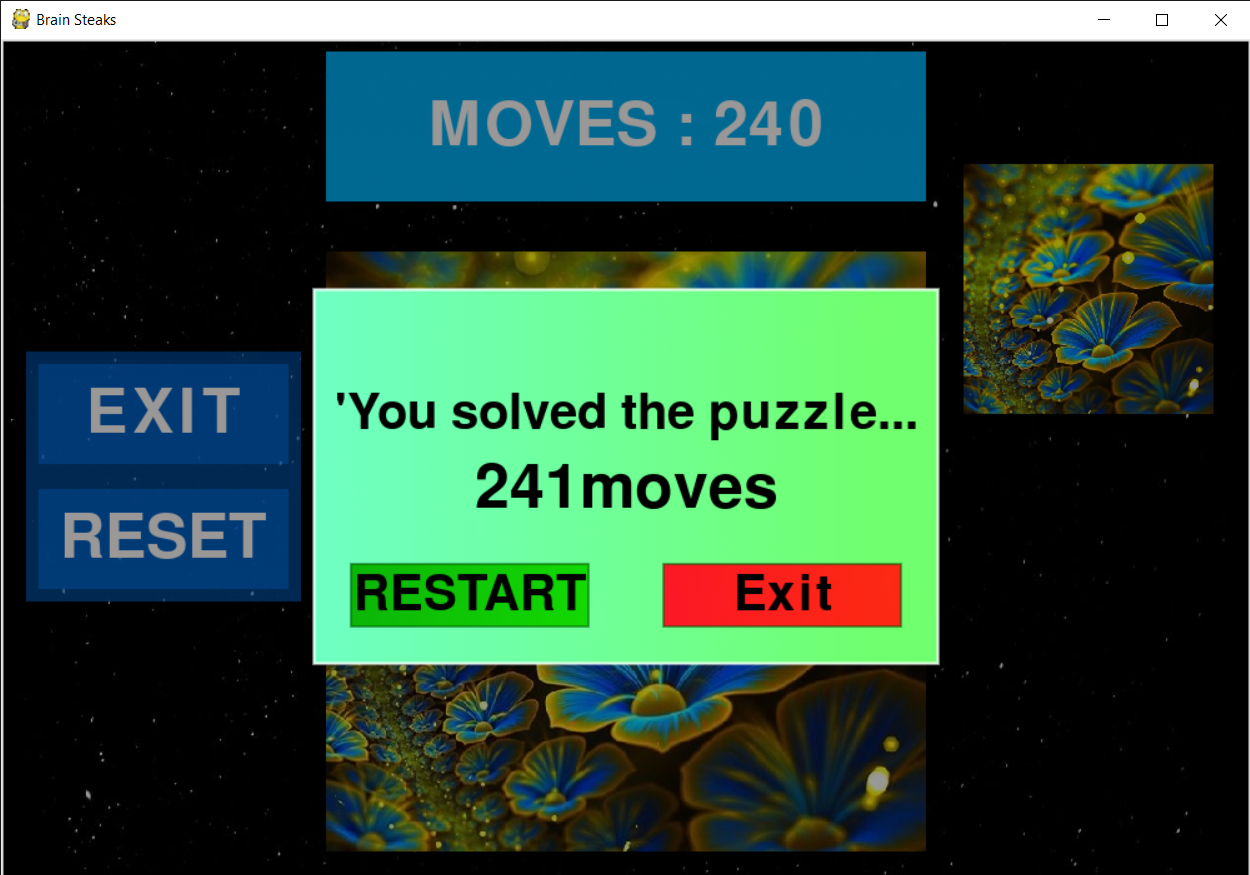 Brain Steaks
MOVES : 240
EXIT
RESET
'You solved the puzzle...
241moves
RESTART
Exit